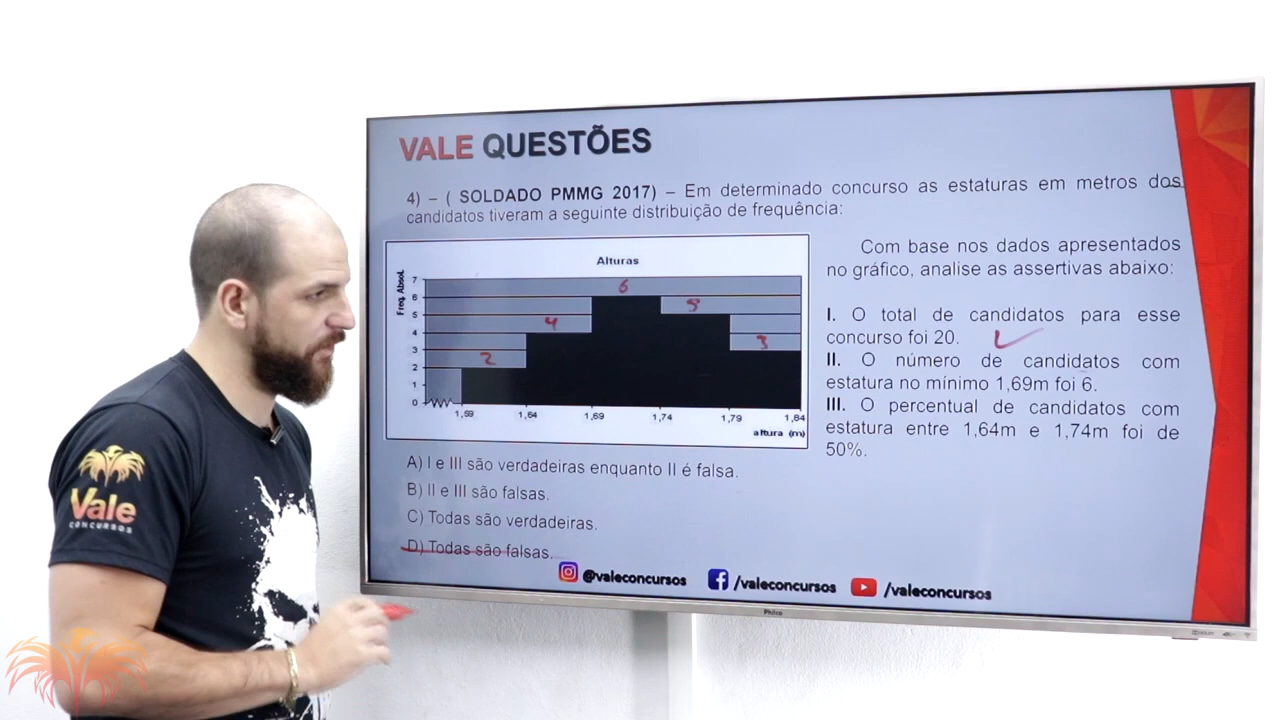 VALE QUESTÕES
4) – ( SOLDADO PMMG 2017) – Em determinado concurso as estaturas em metros dos
candidatos tiveram a seguinte distribuição de frequência:
Alturas
Freq. Absol.
7
6
5
4
3
2
1
0
2
4
6
5
3
1,59 1,64 1,69 1,74 1,79 1,84
altura (m)
Com base nos dados apresentados
no gráfico, analise as assertivas abaixo:
I. O total de candidatos para esse
concurso foi 20.
II. O número de candidatos com
estatura no mínimo 1,69m foi 6.
III. O percentual de candidatos com
estatura entre 1,64m e 1,74m foi de
50%.
A) I e III são verdadeiras enquanto II é falsa.
B) II e III são falsas.
C) Todas são verdadeiras.
D) Todas são falsas.
@valeconcursos /valeconcursos /valeconcursos
Philco
Vale
CONCURSOS